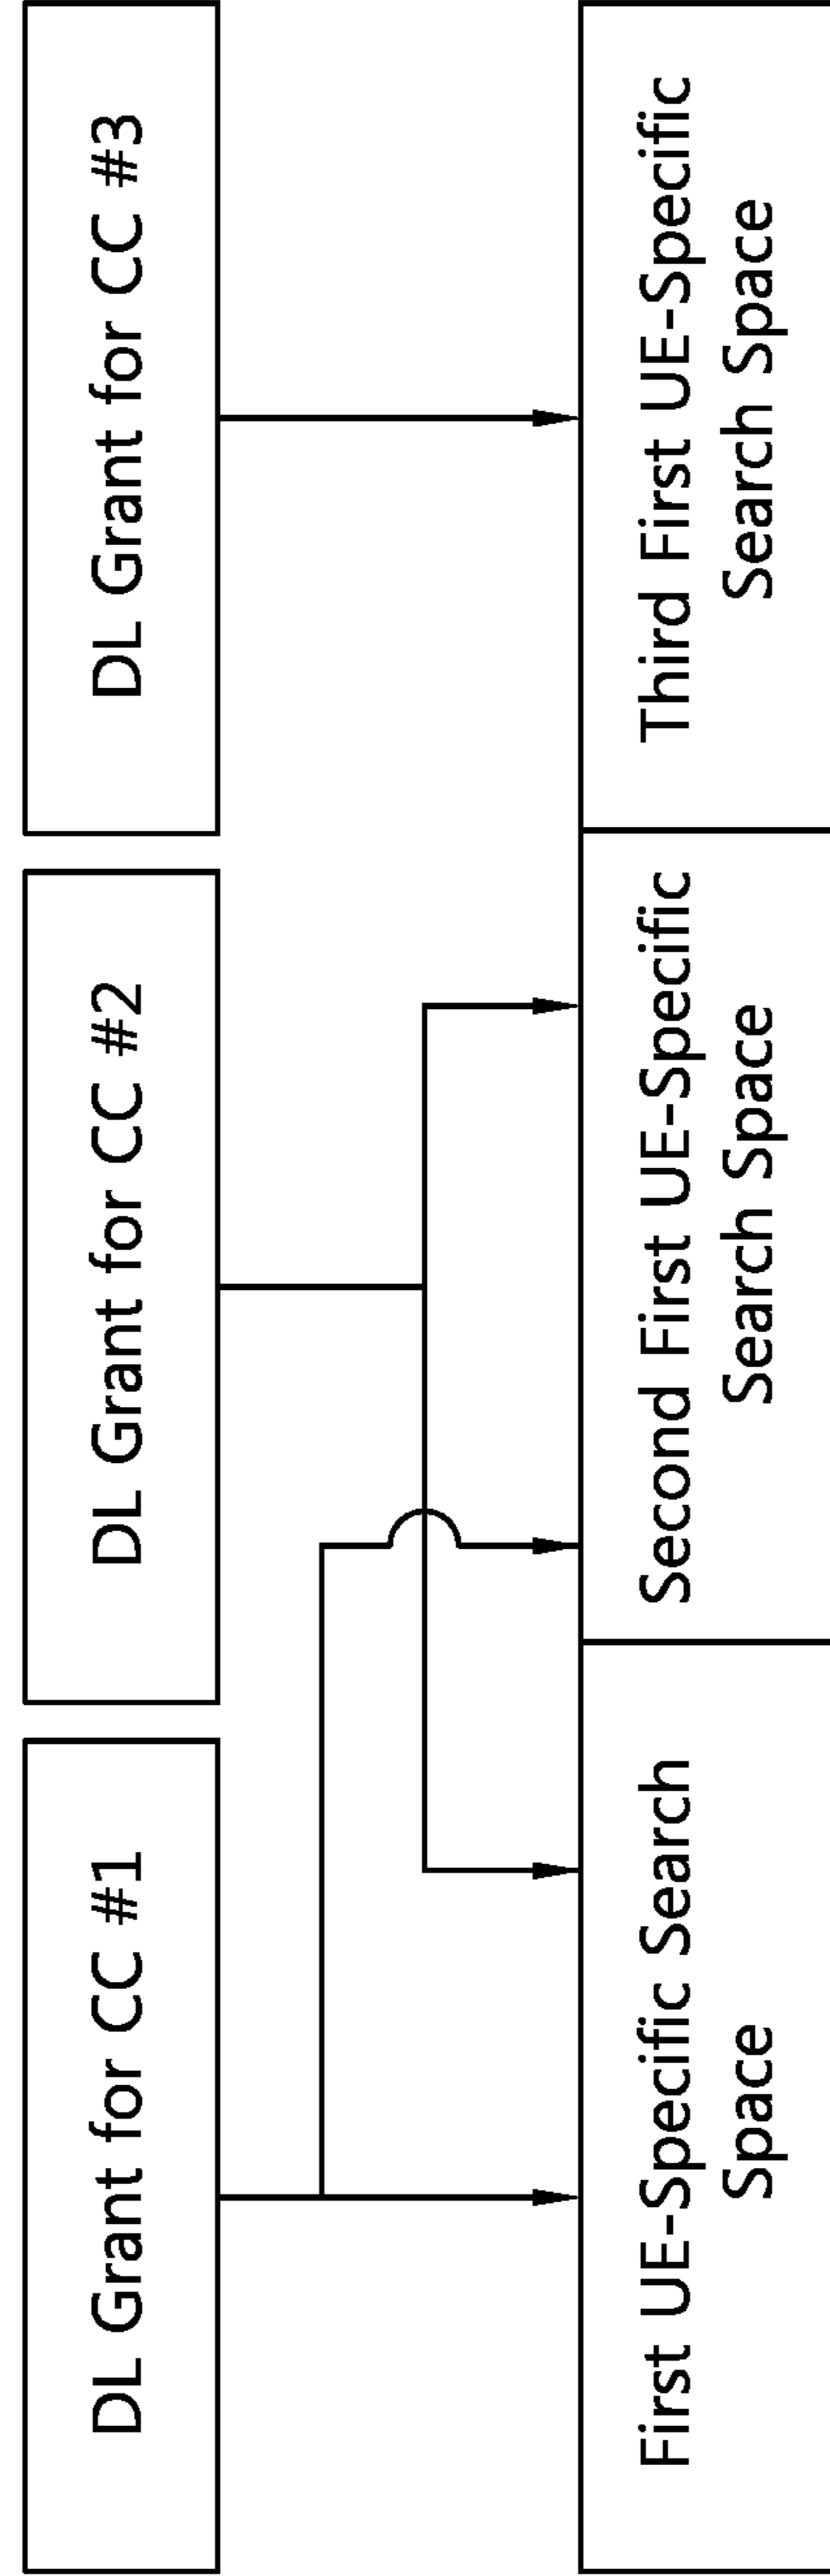 DL Grant for CC #1
DL Grant for CC #2
DL Grant for CC #3
First UE-Specific Search
Space
Second First UE-Specific
Search Space
Third First UE-Specific
Search Space